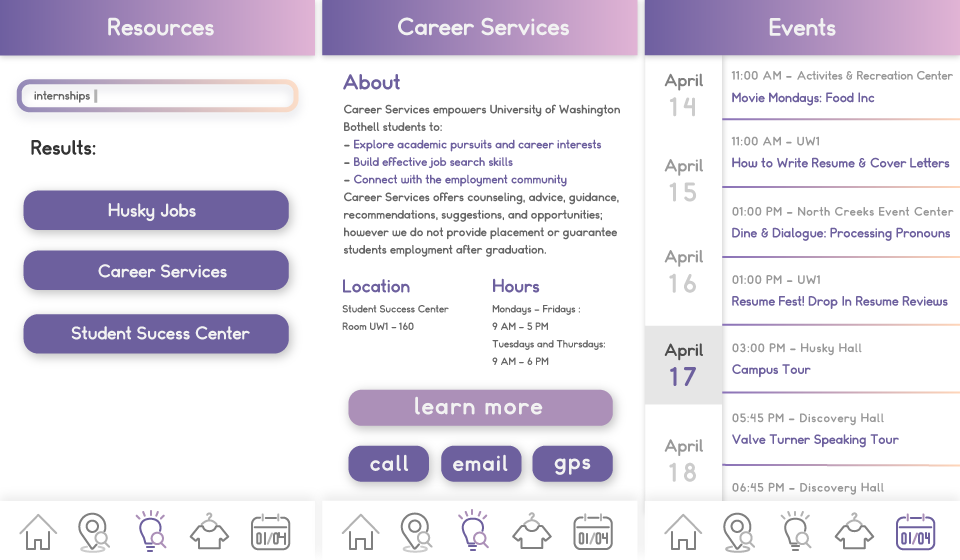 Resources
internships
Results:
Husky Jobs
Career Services
Student Sucess Center
01/04
Career Services
About
Career Services empowers University of Washington
Bothell students to:
- Explore academic pursuits and career interests
- Build effective job search skills
- Connect with the employment community
Career Services offers counseling, advice, guidance,
recommendations, suggestions, and opportunities;
however we do not provide placement or guarantee
students employment after graduation.
Location
Student Success Center
Room UW1 - 160
Hours
Mondays - Fridays :
9 AM - 5 PM
Tuesdays and Thursdays:
9 AM - 6 PM
learn more
call
email
gps
01/04
Events
April
14
April
15
April
16
April
17
April
18
11:00 AM - Activites & Recreation Center
Movie Mondays: Food Inc
11:00 AM - UW1
How to Write Resume & Cover Letters
01:00 PM - North Creeks Event Center
Dine & Dialogue: Processing Pronouns
01:00 PM - UW1
Resume Fest! Drop In Resume Reviews
03:00 PM - Husky Hall
Campus Tour
05:45 PM - Discovery Hall
Valve Turner Speaking Tour
06:45 PM - Discovery Hall
01/04